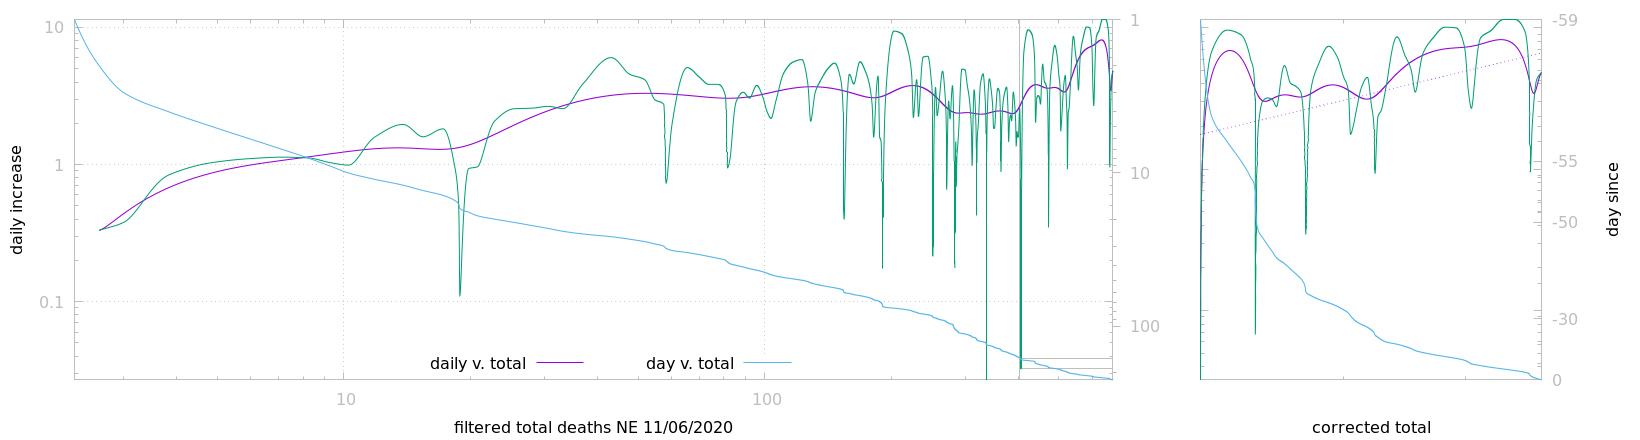 10
1
0.1
daily increase
10
100
filtered total deaths NE 11/06/2020
daily v. total
day v. total
1
10
100
-59
-55
-50
-30
0
day since
corrected total